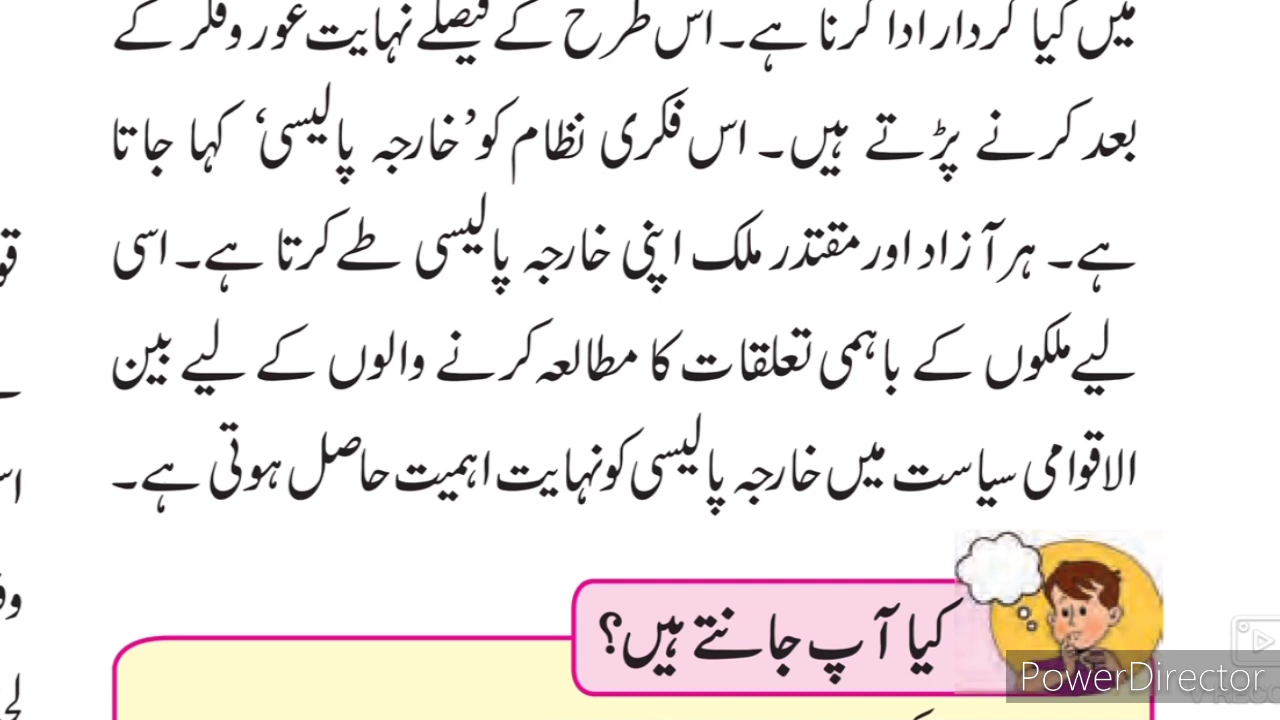 میں کیا کردار ادا کرنا ہے۔ اس طرح کے فیصلے نہایت غور و فکر کے
بعد کرنے پڑتے ہیں۔ اس فکری نظام کو ’خارجہ پالیسی‘ کہا جاتا
ہے۔ ہر آزاد اور مقتدر ملک اپنی خارجہ پالیسی طے کرتا ہے۔ اسی
لیے ملکوں کے باہمی تعلقات کا مطالعہ کرنے والوں کے لیے بین
الاقوامی سیاست میں خارجہ پالیسی کو نہایت اہمیت حاصل ہوتی ہے۔
کیا آپ جانتے ہیں؟
PowerDirector